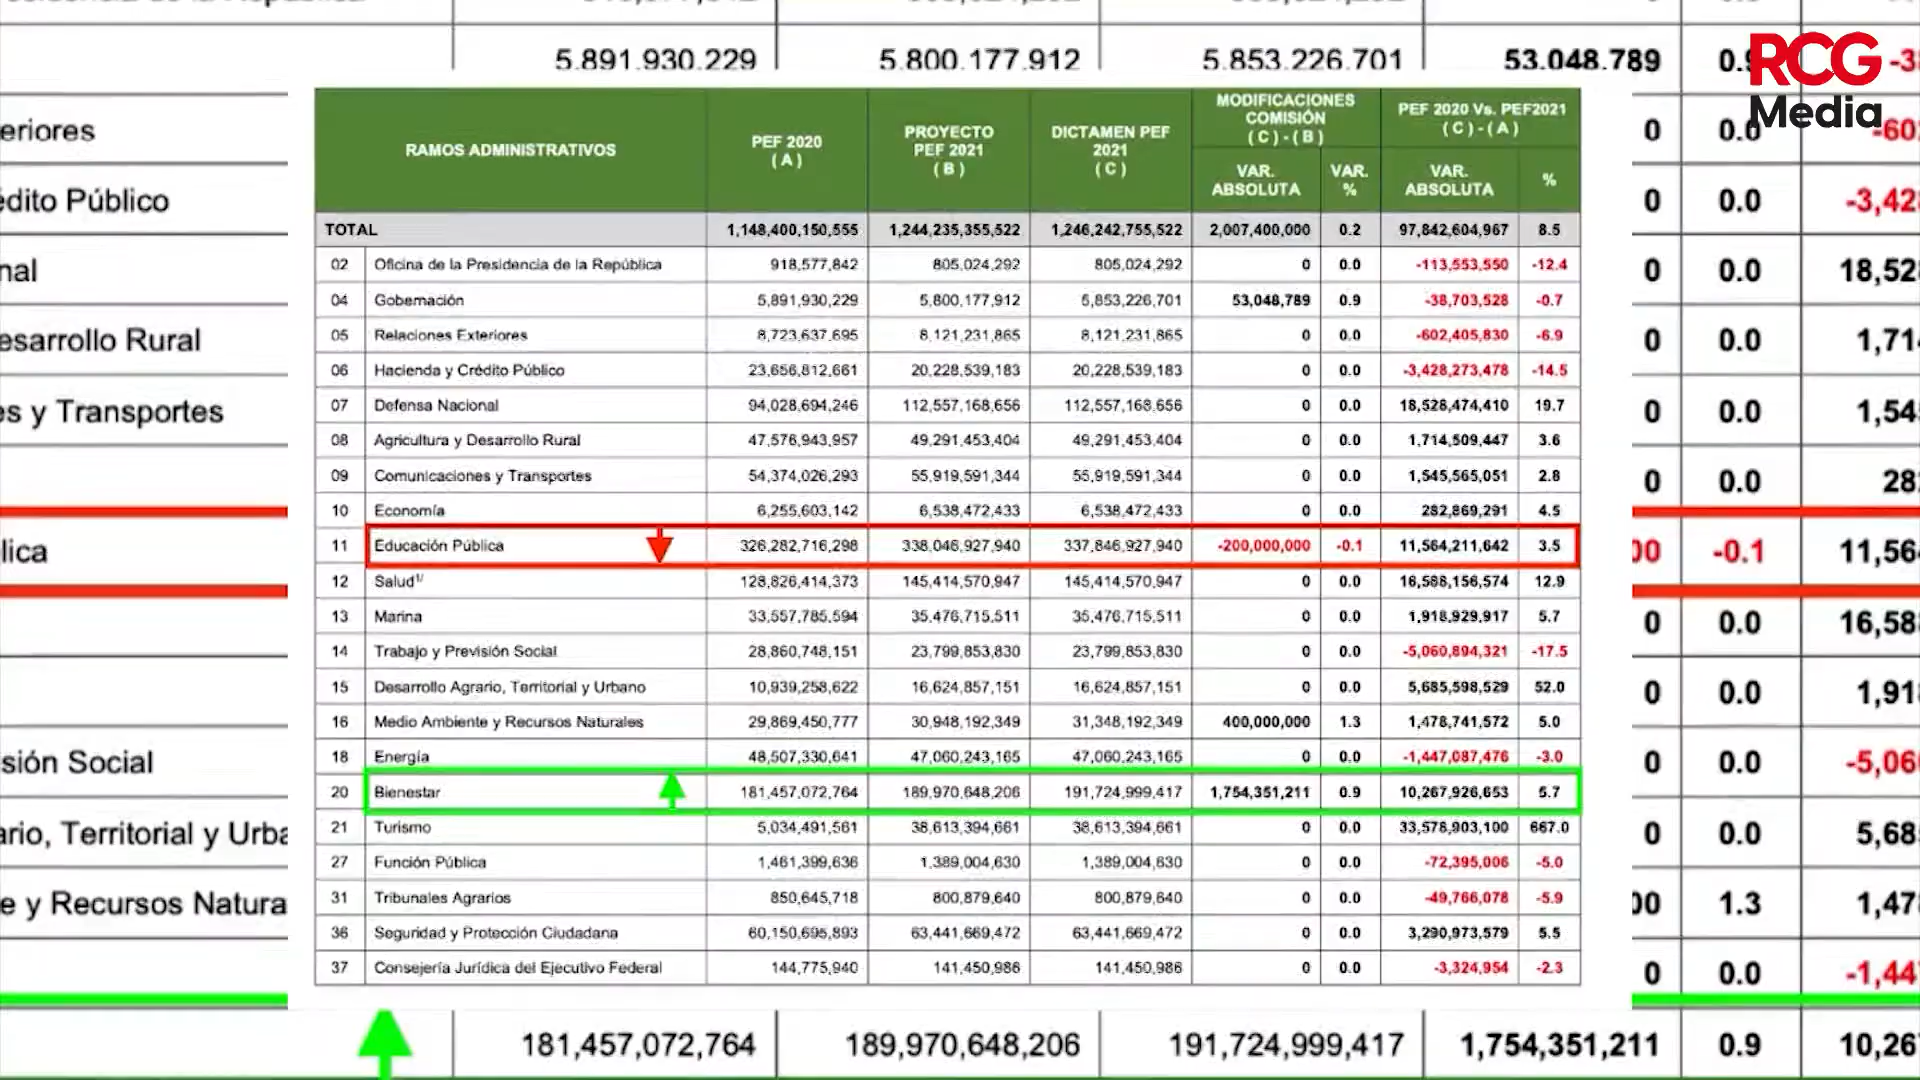 5.891.930.229 5.800.177.912 5.853.226.701 53.048.789
RCG
Media
RAMOS ADMINISTRATIVOS PEF 2020 (A) PROYECTO PEF 2021 (B) DICTAMEN PEF 2021 (C) MODIFICACIONES COMISIÓN (C)-(B) PEF 2020 Vs. PEF2021 (C)-(A)
VAR. ABSOLUTA VAR. % VAR. ABSOLUTA %
TOTAL 1,148,400,150,555 1,244,235,355,522 1,246,242,755,522 2,007,400,000 0.2 97,842,604,967 8.5
02 Oficina de la Presidencia de la República 918,577,842 805,024,292 805,024,292 0 0.0 -113,553,550 -12.4
04 Gobernación 5,891,930,229 5,800,177,912 5,853,226,701 53,048,789 0.9 -38,703,528 -0.7
05 Relaciones Exteriores 8,723,637,695 8,121,231,865 8,121,231,865 0 0.0 -602,405,830 -6.9
06 Hacienda y Crédito Público 23,656,812,661 20,228,539,183 20,228,539,183 0 0.0 -3,428,273,478 -14.5
07 Defensa Nacional 94,028,694,246 112,557,168,656 112,557,168,656 0 0.0 18,528,474,410 19.7
08 Agricultura y Desarrollo Rural 47,576,943,957 49,291,453,404 49,291,453,404 0 0.0 1,714,509,447 3.6
09 Comunicaciones y Transportes 54,374,026,293 55,919,591,344 55,919,591,344 0 0.0 1,545,565,051 2.8
10 Economía 6,255,603,142 6,538,472,433 6,538,472,433 0 0.0 282,869,291 4.5
11 Educación Pública 326,282,716,298 338,046,927,940 337,846,927,940 -200,000,000 -0.1 11,564,211,642 3.5
12 Salud1/ 128,826,414,373 145,414,570,947 145,414,570,947 0 0.0 16,588,156,574 12.9
13 Marina 33,557,785,594 35,476,715,511 35,476,715,511 0 0.0 1,918,929,917 5.7
14 Trabajo y Previsión Social 28,860,748,151 23,799,853,830 23,799,853,830 0 0.0 -5,060,894,321 -17.5
15 Desarrollo Agrario, Territorial y Urbano 10,939,258,622 16,624,857,151 16,624,857,151 0 0.0 5,685,598,529 52.0
16 Medio Ambiente y Recursos Naturales 29,869,450,777 30,948,192,349 31,348,192,349 400,000,000 1.3 1,478,741,572 5.0
18 Energía 48,507,330,641 47,060,243,165 47,060,243,165 0 0.0 -1,447,087,476 -3.0
20 Bienestar 181,457,072,764 189,970,648,206 191,724,999,417 1,754,351,211 0.9 10,267,926,653 5.7
21 Turismo 5,034,491,561 38,613,394,661 38,613,394,661 0 0.0 33,578,903,100 667.0
27 Función Pública 1,461,399,636 1,389,004,630 1,389,004,630 0 0.0 -72,395,006 -5.0
31 Tribunales Agrarios 850,645,718 800,879,640 800,879,640 0 0.0 -49,766,078 -5.9
36 Seguridad y Protección Ciudadana 60,150,695,893 63,441,669,472 63,441,669,472 0 0.0 3,290,973,579 5.5
37 Consejería Jurídica del Ejecutivo Federal 144,775,940 141,450,986 141,450,986 0 0.0 -3,324,954 -2.3
181,457,072,764 189,970,648,206 191,724,999,417 1,754,351,211 0.9 10,26